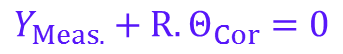 Y_Meas. + R. Θ_Cor = 0